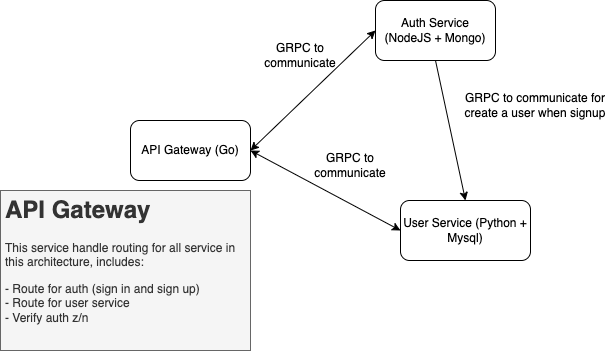 Auth Service
(NodeJS + Mongo)
GRPC to
communicate
GRPC to communicate for
create a user when signup
API Gateway (Go)
GRPC to
communicate
User Service (Python +
Mysql)
API Gateway
This service handle routing for all service in
this architecture, includes:
- Route for auth (sign in and sign up)
- Route for user service
- Verify auth z/n